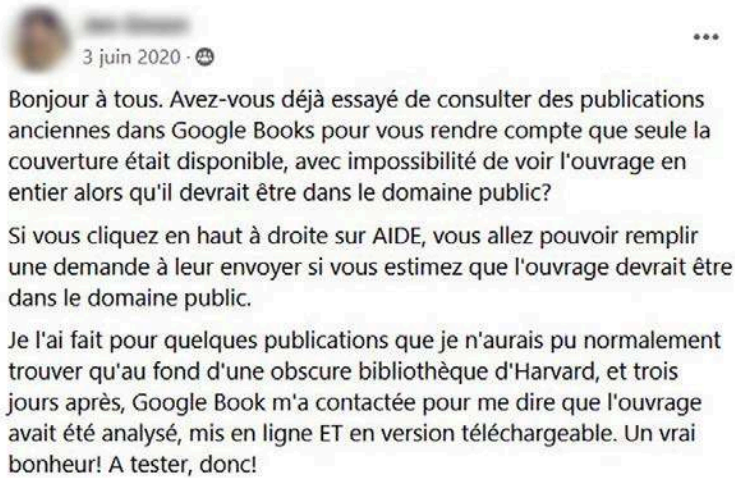 3 juin 2020 ·
Bonjour à tous. Avez-vous déjà essayé de consulter des publications
anciennes dans Google Books pour vous rendre compte que seule la
couverture était disponible, avec impossibilité de voir l'ouvrage en
entier alors qu'il devrait être dans le domaine public?
Si vous cliquez en haut à droite sur AIDE, vous allez pouvoir remplir
une demande à leur envoyer si vous estimez que l'ouvrage devrait être
dans le domaine public.
Je l'ai fait pour quelques publications que je n'aurais pu normalement
trouver qu'au fond d'une obscure bibliothèque d'Harvard, et trois
jours après, Google Book m'a contactée pour me dire que l'ouvrage
avait été analysé, mis en ligne ET en version téléchargeable. Un vrai
bonheur! A tester, donc!